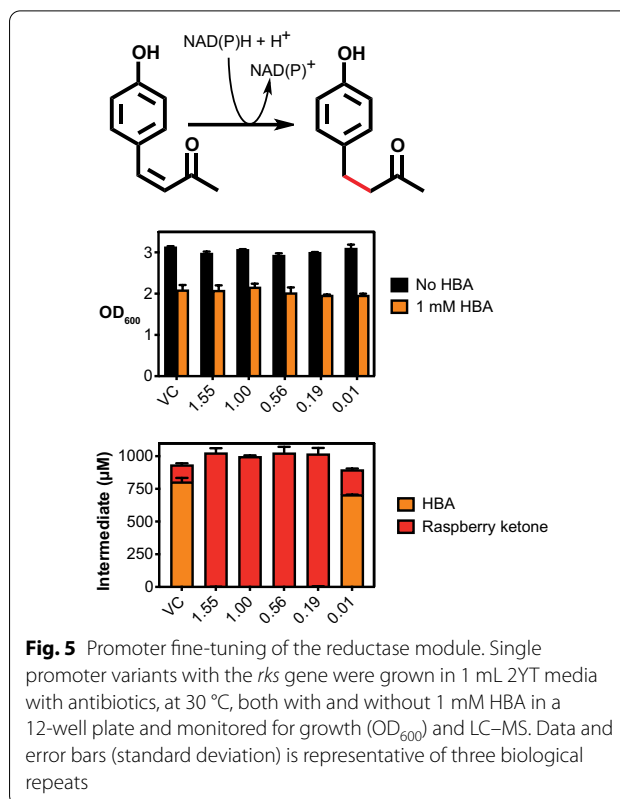 NAD(P)H + H⁺
NAD(P)⁺
OH
OH
O
O
OD₆₀₀
3
2
1
0
No HBA
1 mM HBA
VC
1.55
1.00
0.56
0.19
0.01
Intermediate (µM)
1000
750
500
250
0
HBA
Raspberry ketone
VC
1.55
1.00
0.56
0.19
0.01
Fig. 5 Promoter fine-tuning of the reductase module. Single
promoter variants with the rks gene were grown in 1 mL 2YT media
with antibiotics, at 30 °C, both with and without 1 mM HBA in a
12-well plate and monitored for growth (OD₆₀₀) and LC–MS. Data and
error bars (standard deviation) is representative of three biological
repeats